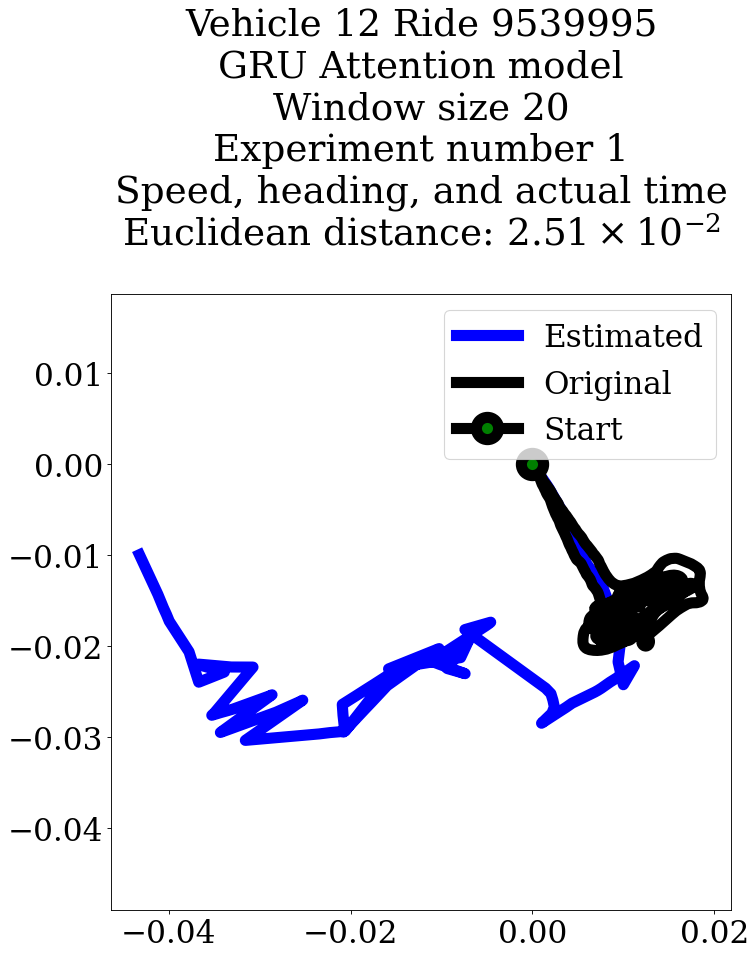 Vehicle 12 Ride 9539995
GRU Attention model
Window size 20
Experiment number 1
Speed, heading, and actual time
Euclidean distance: 2.51 × 10⁻²
Estimated
Original
Start
0.01
0.00
−0.01
−0.02
−0.03
−0.04
−0.04 −0.02 0.00 0.02